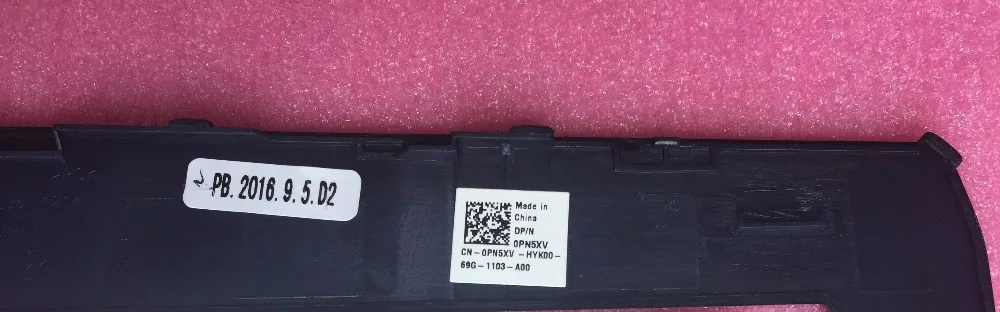 PB. 2016. 9. 5. D2
Made in
China
DP/N
0PN5XV
CN-0PN5XV -HYK00-
69G-1103-A00